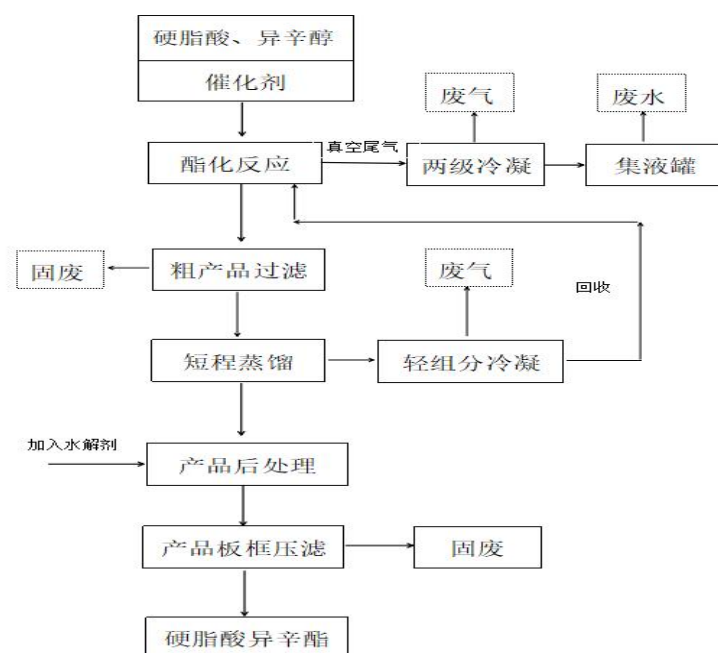 硬脂酸、异辛醇
催化剂
废气
废水
酯化反应
真空尾气
两级冷凝
集液罐
固废
粗产品过滤
废气
回收
短程蒸馏
轻组分冷凝
加入水解剂
产品后处理
产品板框压滤
固废
硬脂酸异辛酯